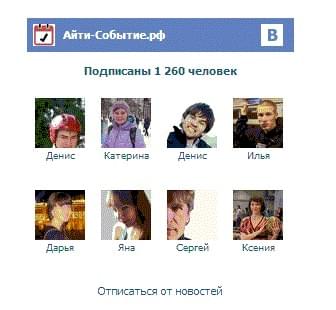 Айти-Событие.рф
В
Подписаны 1 260 человек
Денис Катерина Денис Илья
Дарья Яна Сергей Ксения
Отписаться от новостей